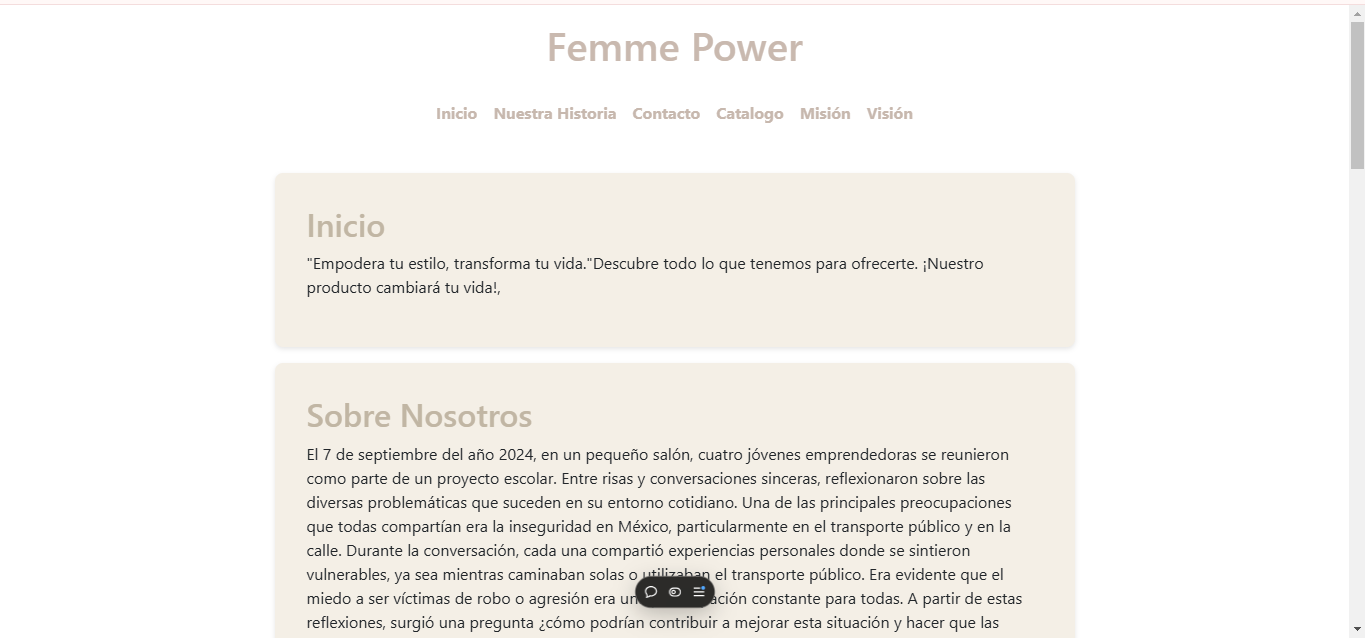 Femme Power
Inicio Nuestra Historia Contacto Catalogo Misión Visión
Inicio
"Empodera tu estilo, transforma tu vida."Descubre todo lo que tenemos para ofrecerte. ¡Nuestro
producto cambiará tu vida!,
Sobre Nosotros
El 7 de septiembre del año 2024, en un pequeño salón, cuatro jóvenes emprendedoras se reunieron
como parte de un proyecto escolar. Entre risas y conversaciones sinceras, reflexionaron sobre las
diversas problemáticas que suceden en su entorno cotidiano. Una de las principales preocupaciones
que todas compartían era la inseguridad en México, particularmente en el transporte público y en la
calle. Durante la conversación, cada una compartió experiencias personales donde se sintieron
vulnerables, ya sea mientras caminaban solas o utilizaban el transporte público. Era evidente que el
miedo a ser víctimas de robo o agresión era constante para todas. A partir de estas
reflexiones, surgió una pregunta ¿cómo podrían contribuir a mejorar esta situación y hacer que las